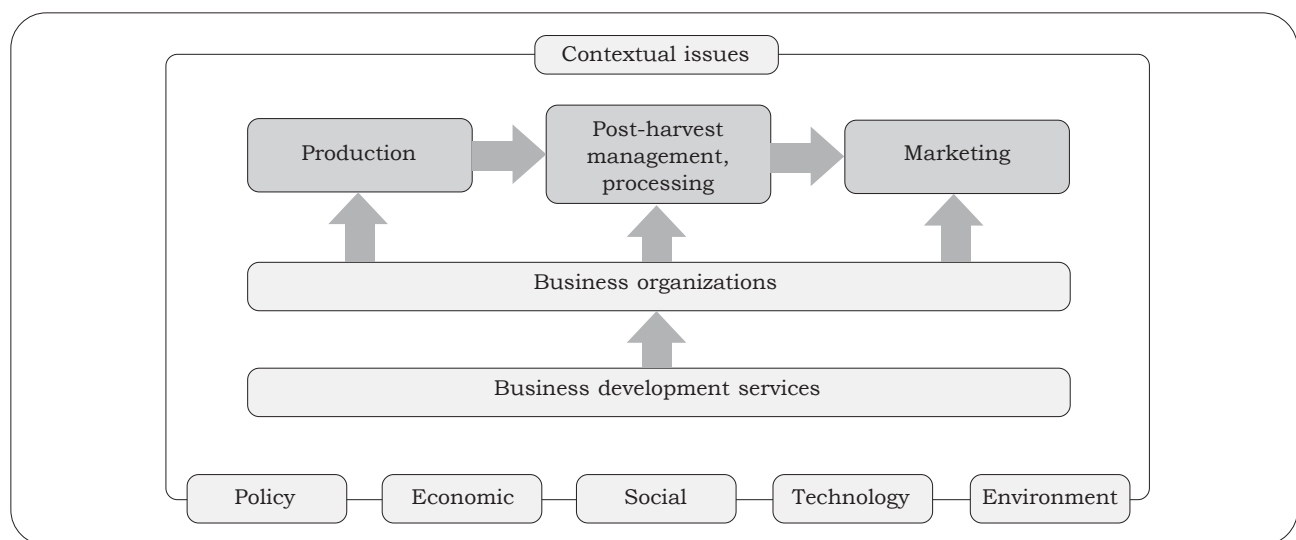 Contextual issues
Production
Post-harvest
management,
processing
Marketing
Business organizations
Business development services
Policy
Economic
Social
Technology
Environment